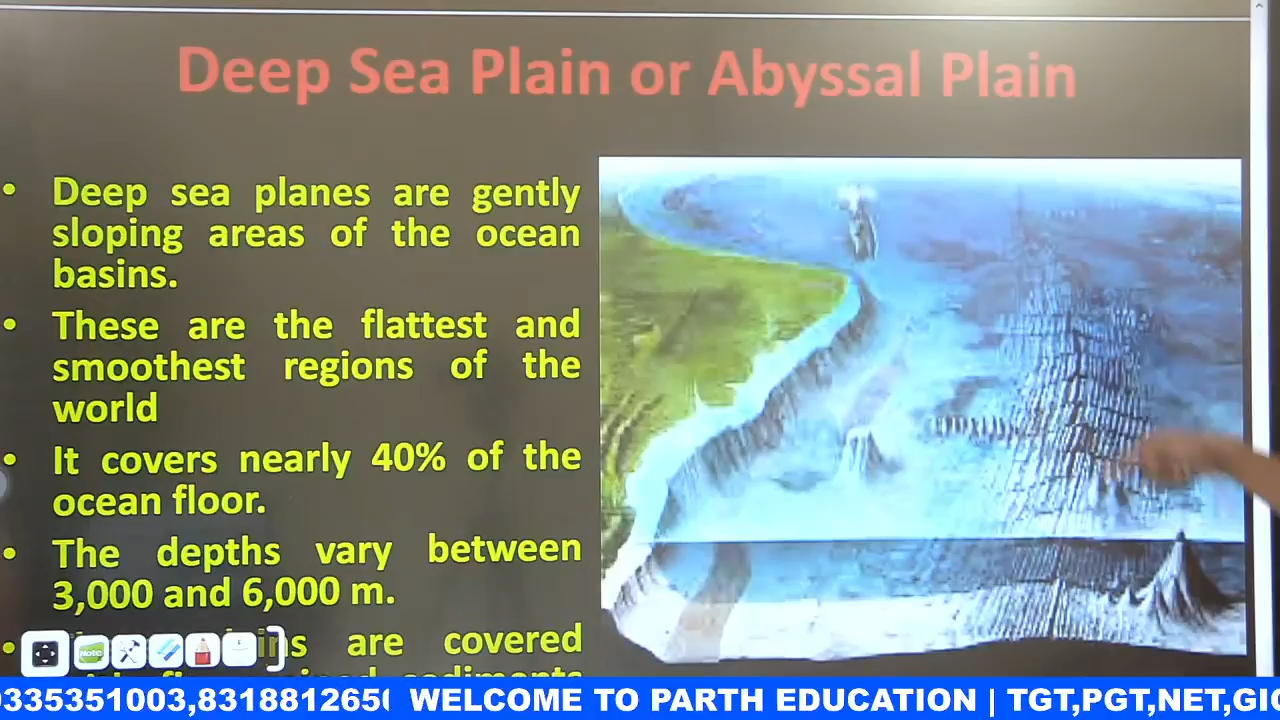 Deep Sea Plain or Abyssal Plain
• Deep sea planes are gently
sloping areas of the ocean
basins.
• These are the flattest and
smoothest regions of the
world
• It covers nearly 40% of the
ocean floor.
• The depths vary between
3,000 and 6,000 m.
• are covered
sediments
Note
0335351003,831881265 WELCOME TO PARTH EDUCATION | TGT,PGT,NET,GIC